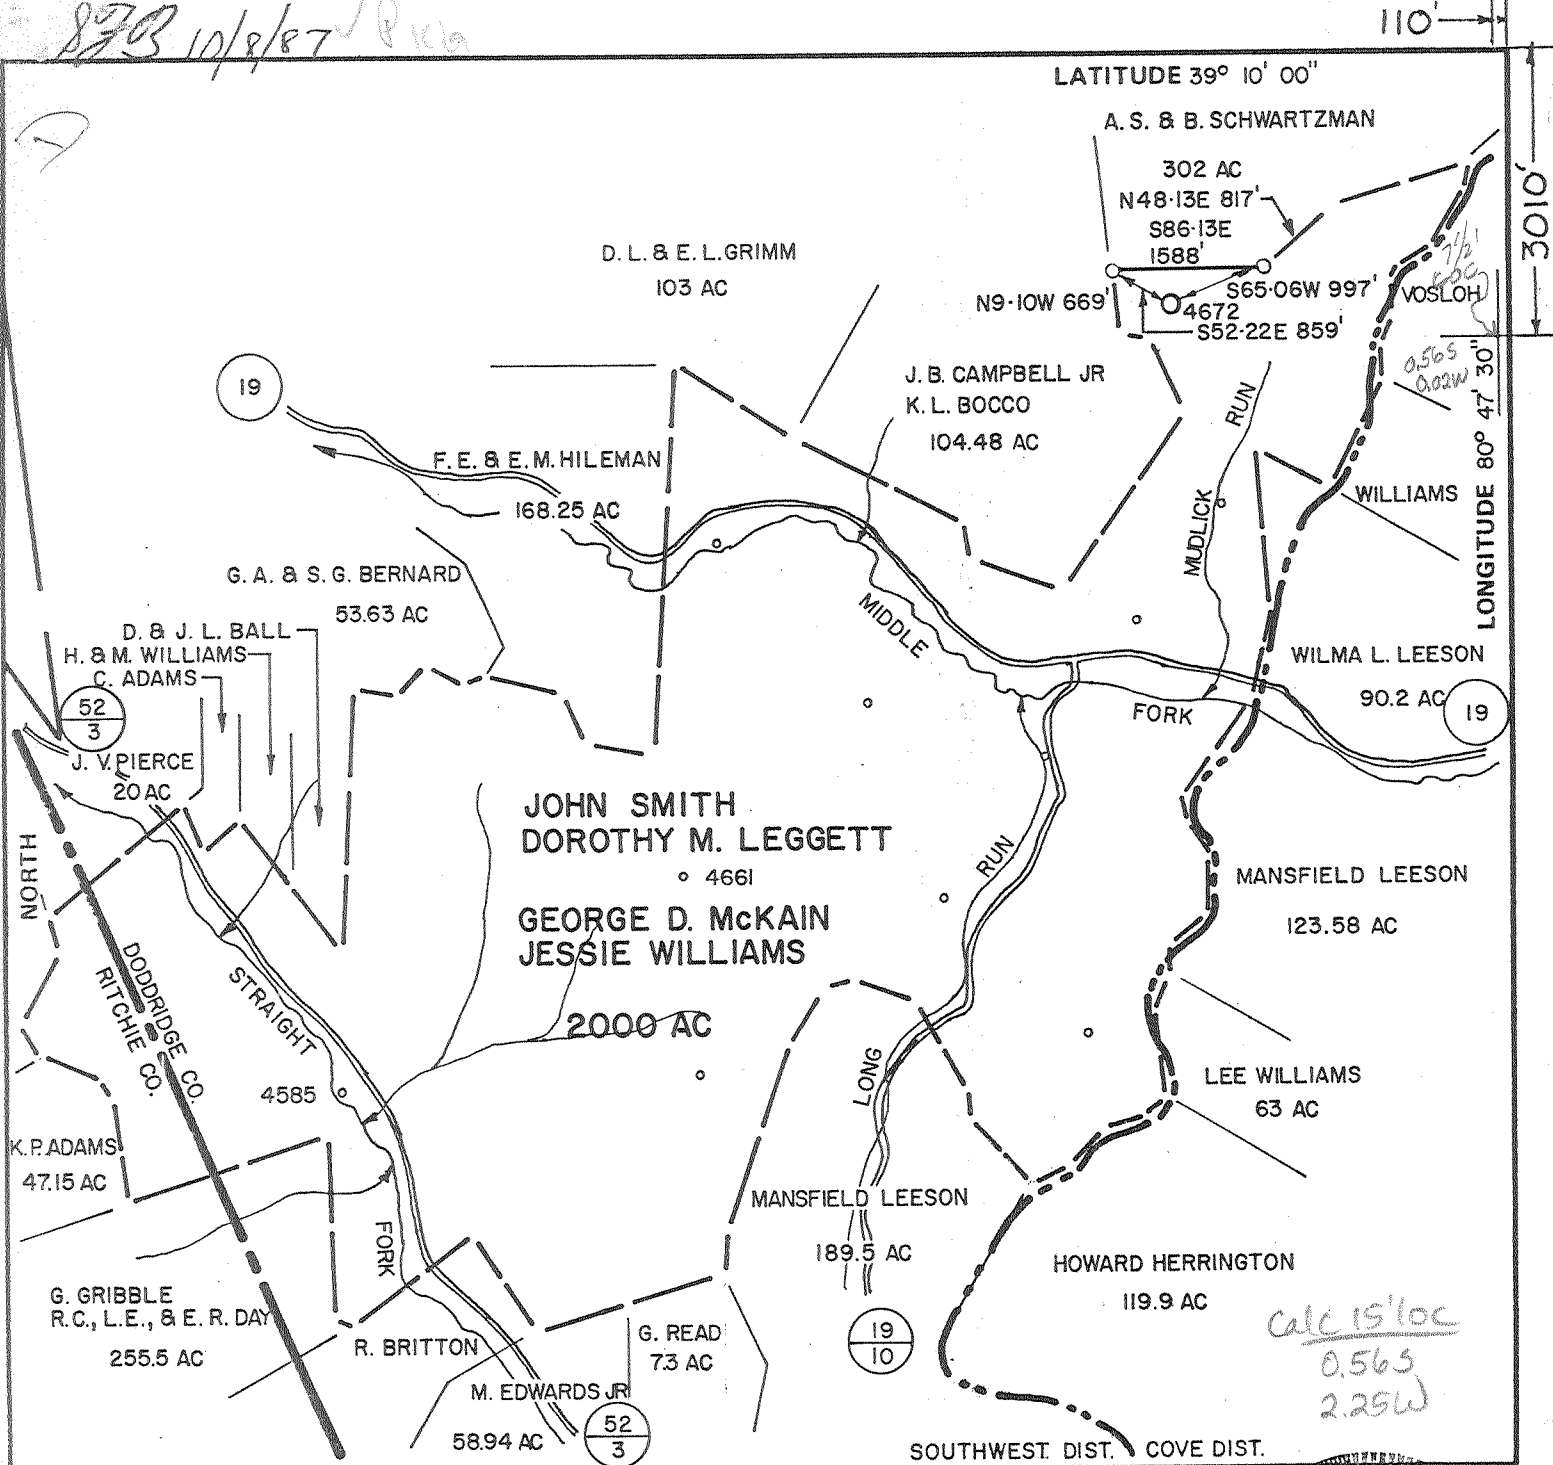 10/8/87
110'
LATITUDE 39° 10' 00"
A. S. & B. SCHWARTZMAN
302 AC
N48·13E 817'
S86·13E
1588'
3010'
D. L. & E. L. GRIMM
103 AC
N9·10W 669'
S65·06W 997'
4672
S52·22E 859'
7 1/2'
LOC
VOSLOH
0.56S
0.02W
LONGITUDE 80° 47' 30"
19
J. B. CAMPBELL JR
K. L. BOCCO
104.48 AC
MUDLICK RUN
F. E. & E. M. HILEMAN
168.25 AC
WILLIAMS
G. A. & S. G. BERNARD
53.63 AC
MIDDLE FORK
D. & J. L. BALL
H. & M. WILLIAMS
C. ADAMS
WILMA L. LEESON
90.2 AC
19
52
3
J. V. PIERCE
20 AC
JOHN SMITH
DOROTHY M. LEGGETT
4661
GEORGE D. McKAIN
JESSIE WILLIAMS
2000 AC
NORTH
STRAIGHT FORK
DODDRIDGE CO.
RITCHIE CO.
LONG RUN
MANSFIELD LEESON
123.58 AC
4585
LEE WILLIAMS
63 AC
K. P. ADAMS
47.15 AC
MANSFIELD LEESON
189.5 AC
HOWARD HERRINGTON
119.9 AC
G. GRIBBLE
R. C., L. E., & E. R. DAY
255.5 AC
R. BRITTON
G. READ
73 AC
19
10
M. EDWARDS JR
58.94 AC
52
3
Calc 15' loc
0.56S
2.25W
SOUTHWEST DIST. COVE DIST.